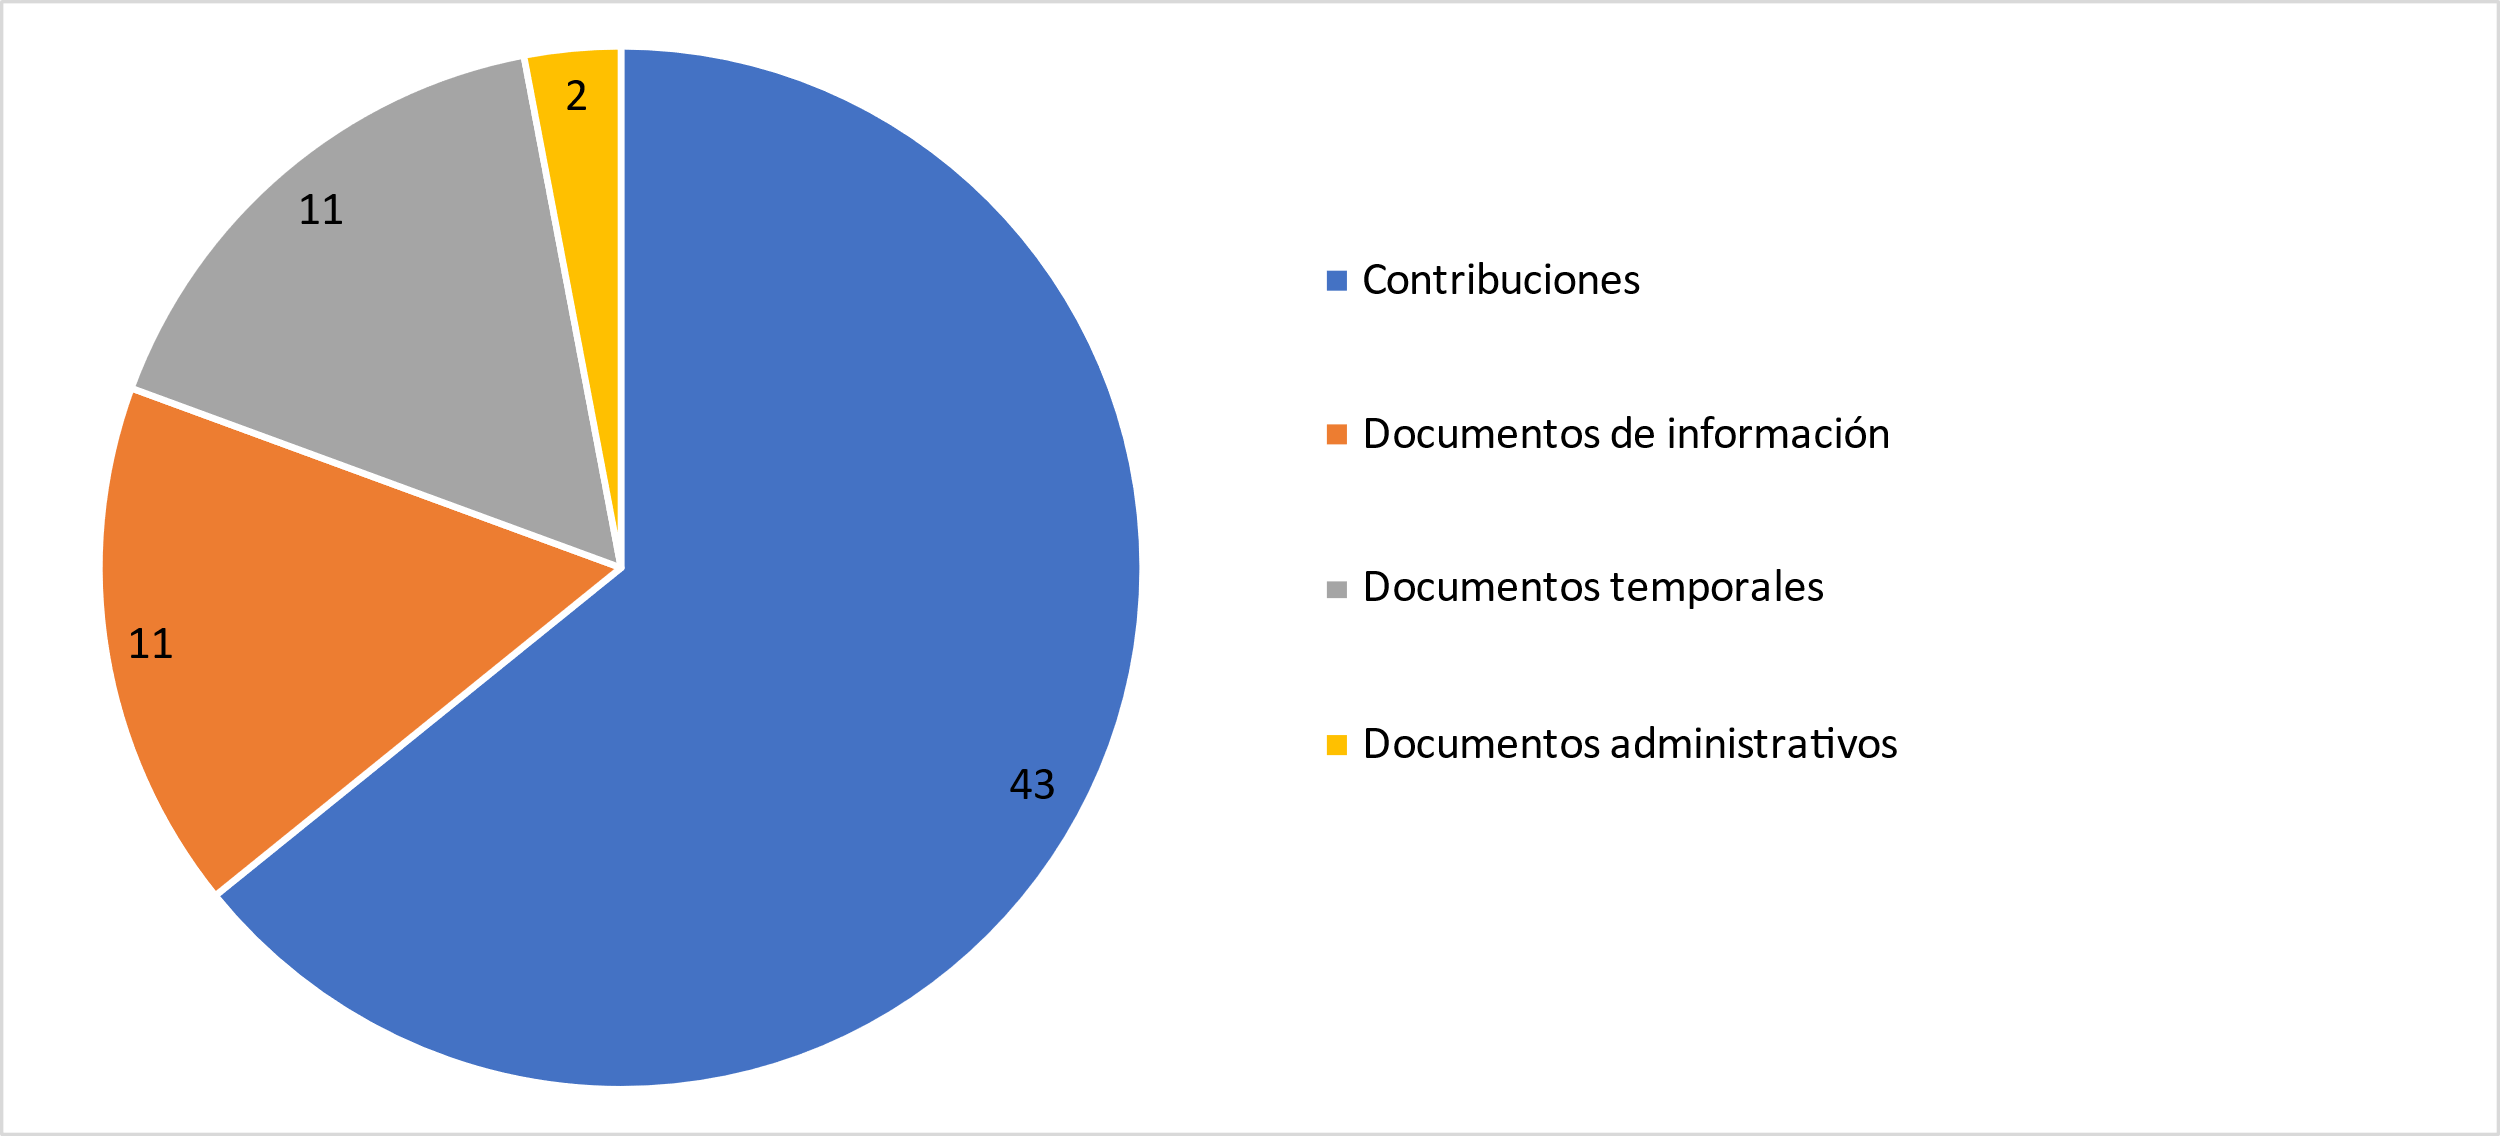 2
11
11
43
Contribuciones
Documentos de información
Documentos temporales
Documentos administrativos